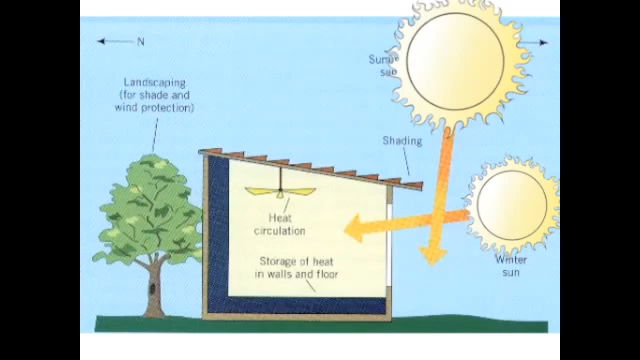 N
Landscaping
(for shade and
wind protection)
Shading
Heat
circulation
Storage of heat
in walls and floor
Winter
sun